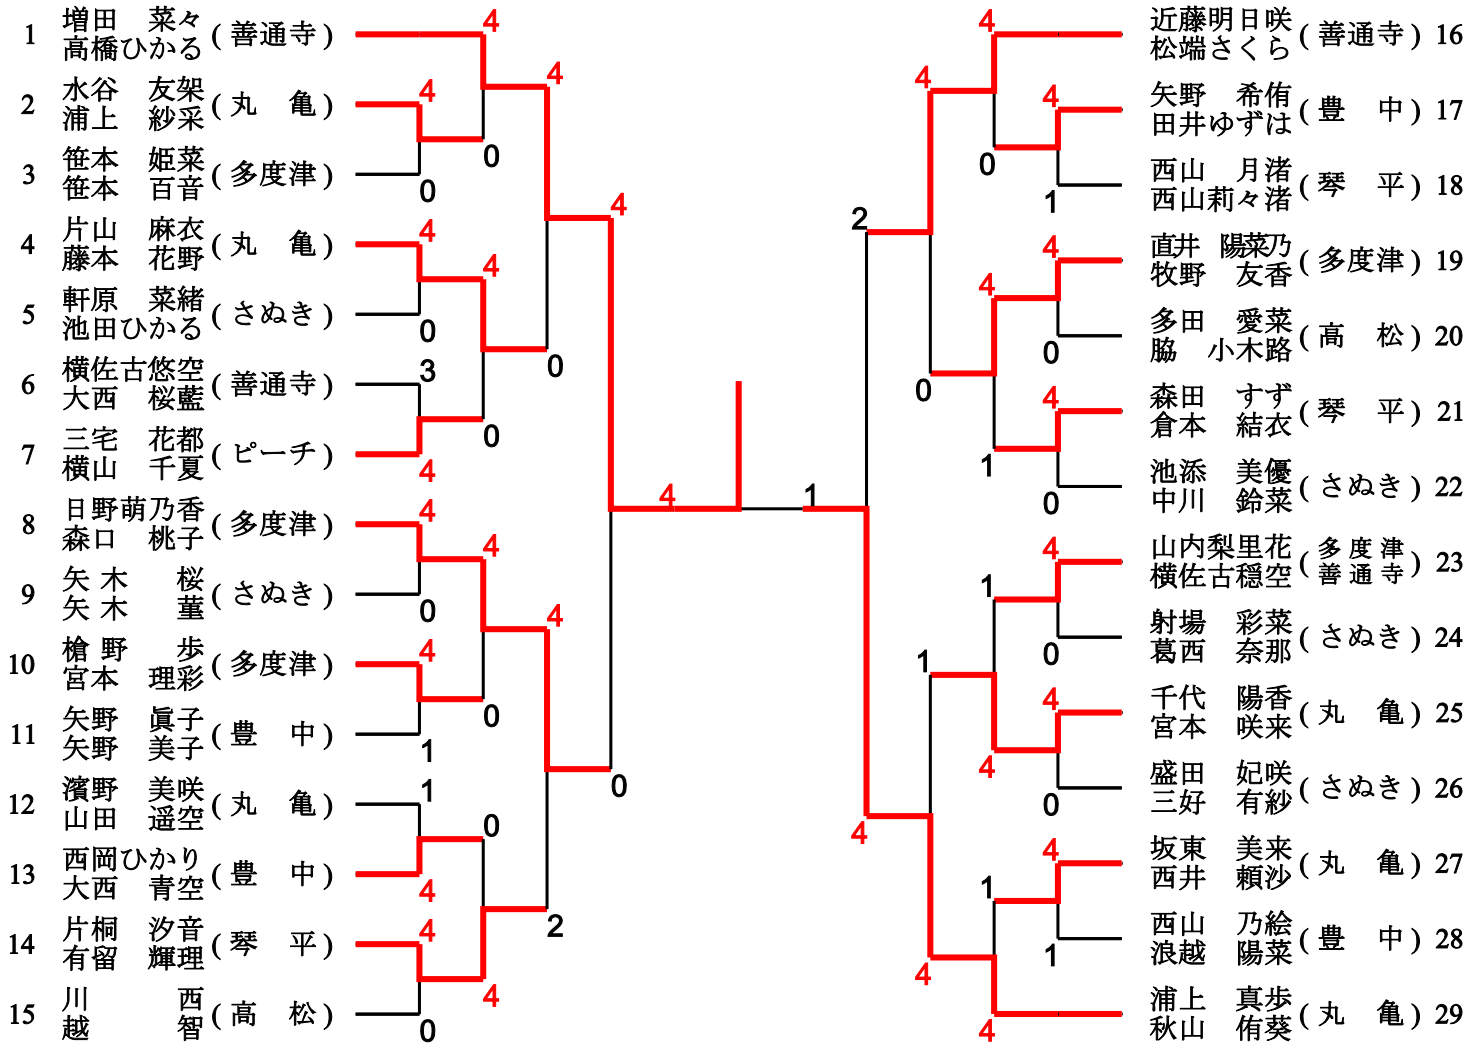 1 増田 菜々 (善通寺)
高橋ひかる
2 水谷 友架 (丸 亀)
浦上 紗采
3 笹本 姫菜 (多度津)
笹本 百音
4 片山 麻衣 (丸 亀)
藤本 花野
5 軒原 菜緒 (さぬき)
池田ひかる
6 横佐古悠空 (善通寺)
大西 桜藍
7 三宅 花都 (ピーチ)
横山 千夏
8 日野萌乃香 (多度津)
森口 桃子
9 矢木 桜 (さぬき)
矢木 菫
10 槍野 歩 (多度津)
宮本 理彩
11 矢野 眞子 (豊 中)
矢野 美子
12 濱野 美咲 (丸 亀)
山田 遥空
13 西岡ひかり (豊 中)
大西 青空
14 片桐 汐音 (琴 平)
有留 輝理
15 川 西 (高 松)
越 智
4
4
0
0
4
0
3
4
4
0
4
1
1
4
4
0
4
0
4
0
4
0
0
4
4
0
4
2
4
0
4
1
2
4
4
0
1
4
4
0
4
1
1
4
1
4
4
1
4
0
4
0
4
0
4
0
4
1
近藤明日咲 (善通寺) 16
松端さくら
矢野 希侑 (豊 中) 17
田井ゆずは
西山 月渚 (琴 平) 18
西山莉々渚
直井 陽菜乃 (多度津) 19
牧野 友香
多田 愛菜 (高 松) 20
脇 小木路
森田 すず (琴 平) 21
倉本 結衣
池添 美優 (さぬき) 22
中川 鈴菜
山内梨里花 (多度津 23
横佐古穏空 善通寺)
射場 彩菜 (さぬき) 24
葛西 奈那
千代 陽香 (丸 亀) 25
宮本 咲来
盛田 妃咲 (さぬき) 26
三好 有紗
坂東 美来 (丸 亀) 27
西井 頼沙
西山 乃絵 (豊 中) 28
浪越 陽菜
浦上 真歩 (丸 亀) 29
秋山 侑葵